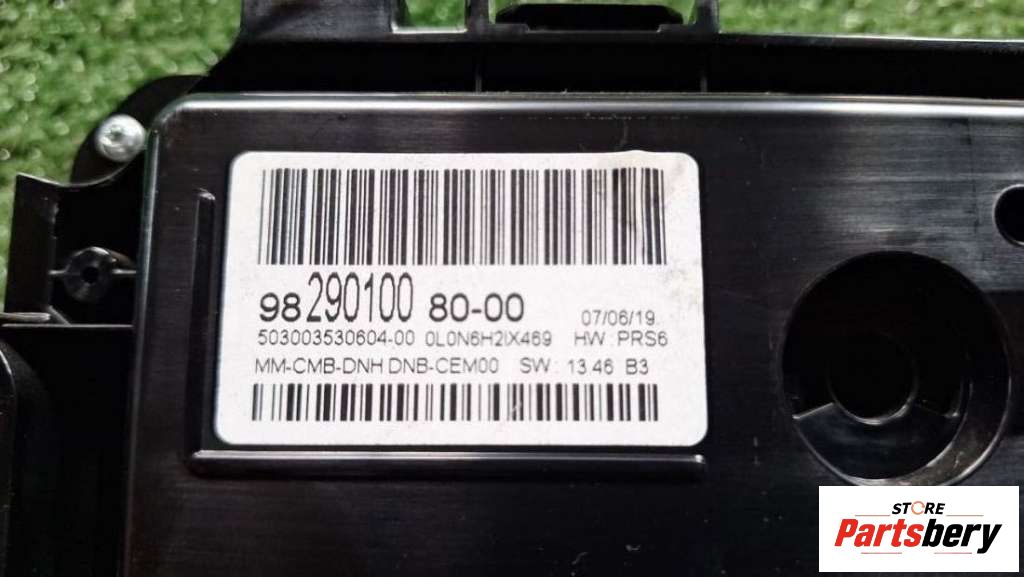 98 290100 80-00 07/06/19
503003530604-00 0L0N6H2IX469 HW : PRS6
MM-CMB-DNH DNB-CEM00 SW : 13.46 B3
STORE
Partsbery